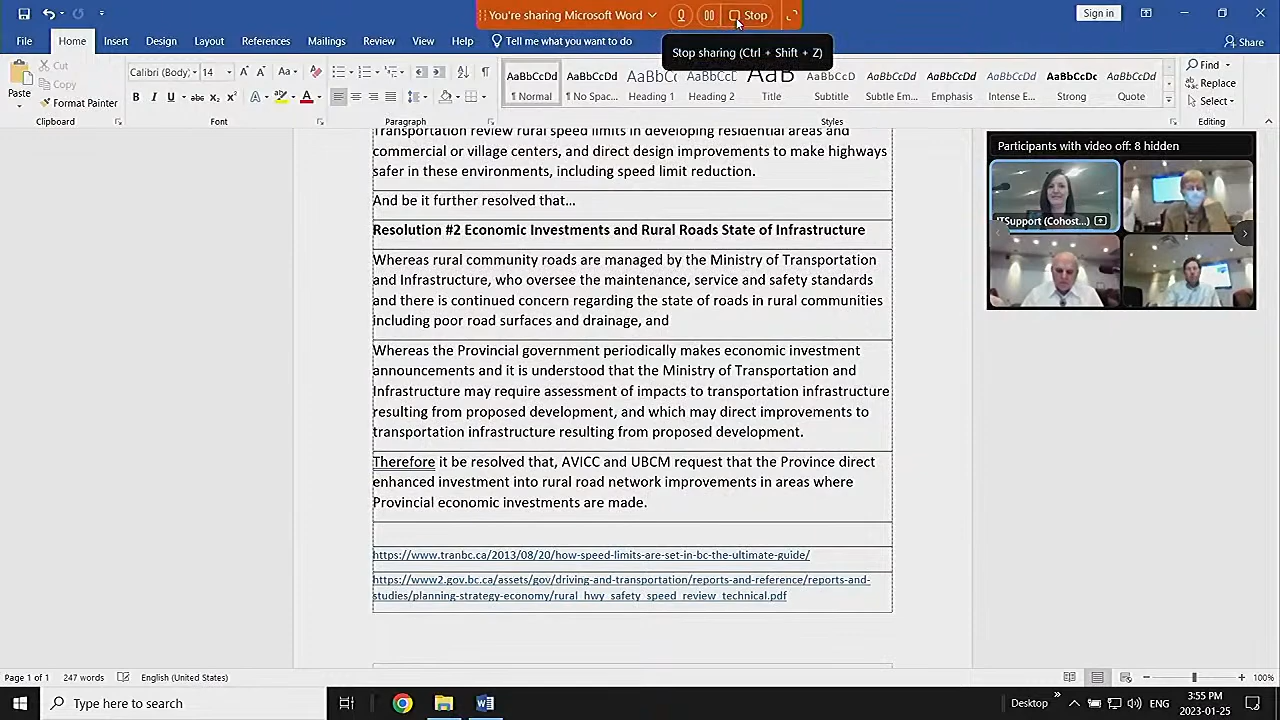 You're sharing Microsoft Word
Stop
Sign in
Stop sharing (Ctrl + Shift + Z)
File Home Insert Design Layout References Mailings Review View Help Tell me what you want to do Share
Paste
Cut
Copy
Format Painter
Clipboard
Calibri (Body) 14
Font
Paragraph
AaBbCcDd AaBbCcDd AaBbC AaBbCc AaB AaBbCcD AaBbCcDd AaBbCcDd AaBbCcDd AaBbCcDc AaBbCcDd
¶ Normal ¶ No Spac... Heading 1 Heading 2 Title Subtitle Subtle Em... Emphasis Intense E... Strong Quote
Styles
Find
Replace
Select
Editing
Transportation review rural speed limits in developing residential areas and
commercial or village centers, and direct design improvements to make highways
safer in these environments, including speed limit reduction.
And be it further resolved that...
Resolution #2 Economic Investments and Rural Roads State of Infrastructure
Whereas rural community roads are managed by the Ministry of Transportation
and Infrastructure, who oversee the maintenance, service and safety standards
and there is continued concern regarding the state of roads in rural communities
including poor road surfaces and drainage, and
Whereas the Provincial government periodically makes economic investment
announcements and it is understood that the Ministry of Transportation and
Infrastructure may require assessment of impacts to transportation infrastructure
resulting from proposed development, and which may direct improvements to
transportation infrastructure resulting from proposed development.
Therefore it be resolved that, AVICC and UBCM request that the Province direct
enhanced investment into rural road network improvements in areas where
Provincial economic investments are made.
https://www.tranbc.ca/2013/08/20/how-speed-limits-are-set-in-bc-the-ultimate-guide/
https://www2.gov.bc.ca/assets/gov/driving-and-transportation/reports-and-reference/reports-and-
studies/planning-strategy-economy/rural_hwy_safety_speed_review_technical.pdf
Participants with video off: 8 hidden
ITSupport (Cohost...)
Page 1 of 1 247 words English (United States) 100%
Type here to search
Desktop
ENG
3:55 PM
2023-01-25